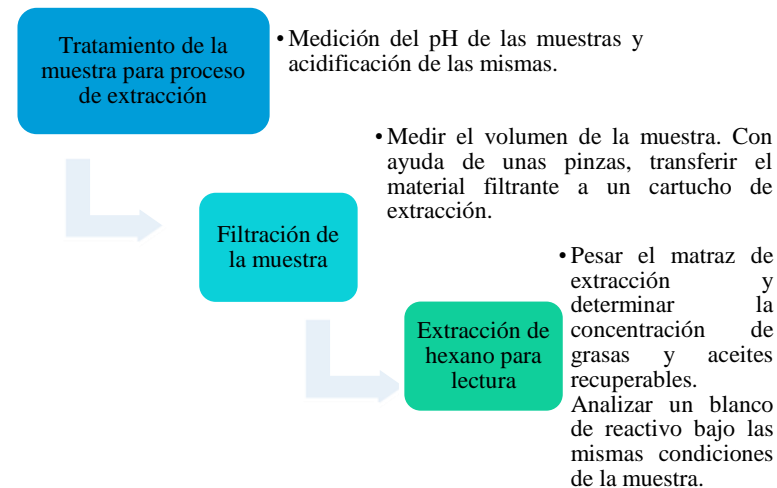 Tratamiento de la
muestra para proceso
de extracción
• Medición del pH de las muestras y
acidificación de las mismas.
• Medir el volumen de la muestra. Con
ayuda de unas pinzas, transferir el
material filtrante a un cartucho de
extracción.
Filtración de
la muestra
• Pesar el matraz de
extracción y
determinar la
concentración de
grasas y aceites
recuperables.
Analizar un blanco
de reactivo bajo las
mismas condiciones
de la muestra.
Extracción de
hexano para
lectura